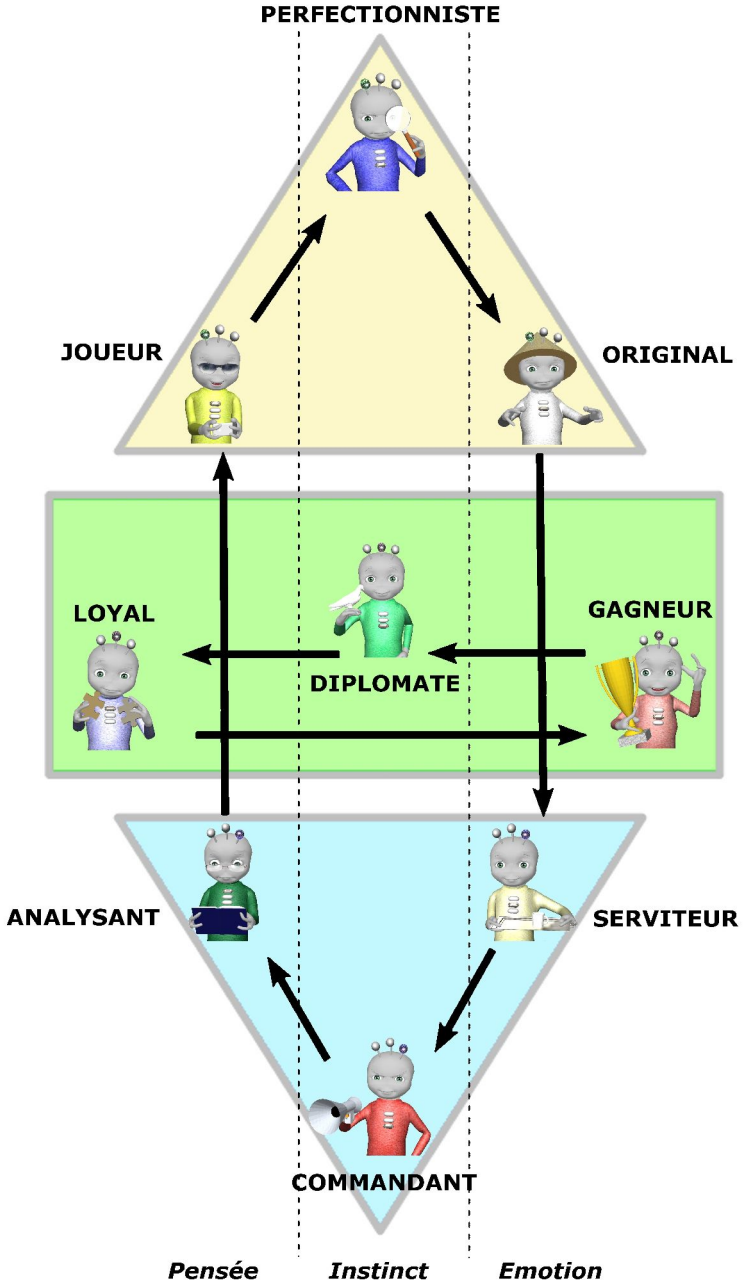 PERFECTIONNISTE
JOUEUR
ORIGINAL
LOYAL
GAGNEUR
DIPLOMATE
ANALYSANT
SERVITEUR
COMMANDANT
Pensée Instinct Emotion